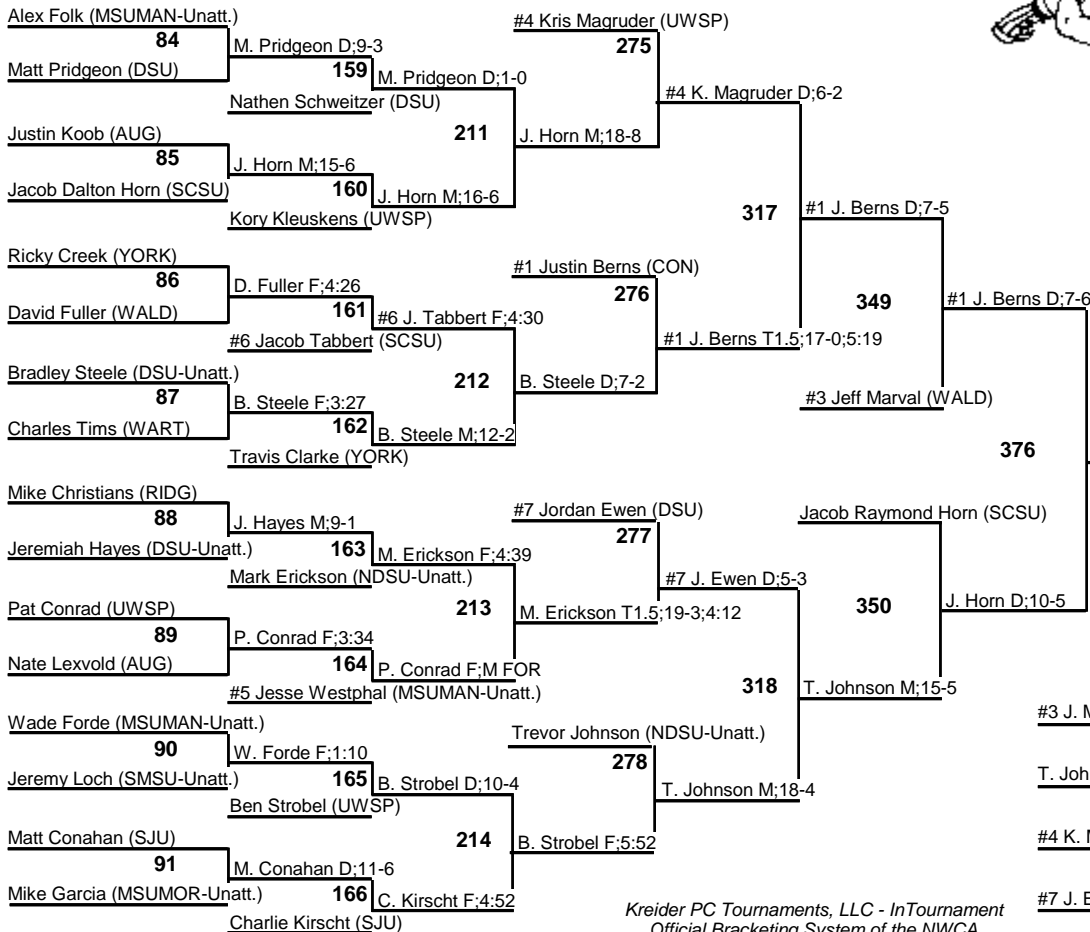 Alex Folk (MSUMAN-Unatt.)
84
Matt Pridgeon (DSU)
M. Pridgeon D;9-3
159
Nathen Schweitzer (DSU)
M. Pridgeon D;1-0
Justin Koob (AUG)
85
Jacob Dalton Horn (SCSU)
J. Horn M;15-6
160
Kory Kleuskens (UWSP)
J. Horn M;16-6
211
J. Horn M;18-8
#4 Kris Magruder (UWSP)
275
#4 K. Magruder D;6-2
Ricky Creek (YORK)
86
David Fuller (WALD)
D. Fuller F;4:26
161
#6 Jacob Tabbert (SCSU)
#6 J. Tabbert F;4:30
Bradley Steele (DSU-Unatt.)
87
Charles Tims (WART)
B. Steele F;3:27
162
Travis Clarke (YORK)
B. Steele M;12-2
212
B. Steele D;7-2
#1 Justin Berns (CON)
276
#1 J. Berns T1.5;17-0;5:19
317
#1 J. Berns D;7-5
349
#3 Jeff Marval (WALD)
#1 J. Berns D;7-6
Mike Christians (RIDG)
88
Jeremiah Hayes (DSU-Unatt.)
J. Hayes M;9-1
163
Mark Erickson (NDSU-Unatt.)
M. Erickson F;4:39
Pat Conrad (UWSP)
89
Nate Lexvold (AUG)
P. Conrad F;3:34
164
#5 Jesse Westphal (MSUMAN-Unatt.)
P. Conrad F;M FOR
213
M. Erickson T1.5;19-3;4:12
#7 Jordan Ewen (DSU)
277
#7 J. Ewen D;5-3
Wade Forde (MSUMAN-Unatt.)
90
Jeremy Loch (SMSU-Unatt.)
W. Forde F;1:10
165
Ben Strobel (UWSP)
B. Strobel D;10-4
Matt Conahan (SJU)
91
Mike Garcia (MSUMOR-Unatt.)
M. Conahan D;11-6
166
Charlie Kirscht (SJU)
C. Kirscht F;4:52
214
B. Strobel F;5:52
Trevor Johnson (NDSU-Unatt.)
278
T. Johnson M;18-4
318
T. Johnson M;15-5
Jacob Raymond Horn (SCSU)
350
J. Horn D;10-5
376
#3 J. M
T. Joh
#4 K. M
#7 J. E
Kreider PC Tournaments, LLC - InTournament
Official Bracketing System of the NWCA